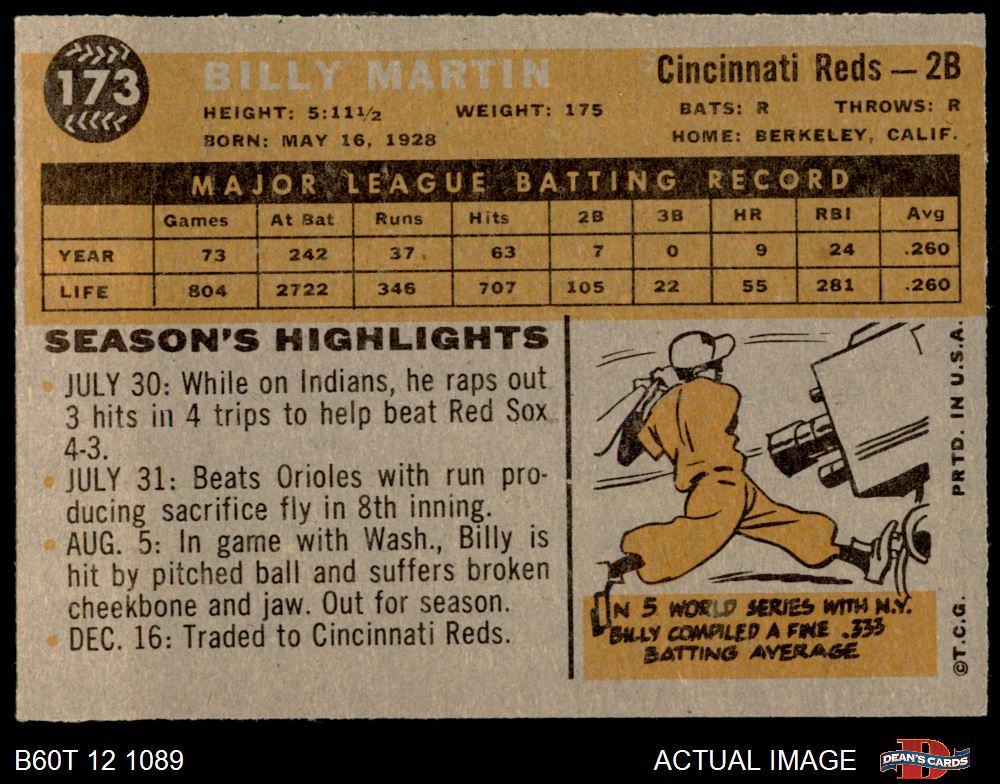 173
BILLY MARTIN
Cincinnati Reds — 2B
HEIGHT: 5:11½ WEIGHT: 175 BATS: R THROWS: R
BORN: MAY 16, 1928 HOME: BERKELEY, CALIF.
MAJOR LEAGUE BATTING RECORD
Games At Bat Runs Hits 2B 3B HR RBI Avg
YEAR 73 242 37 63 7 0 9 24 .260
LIFE 804 2722 346 707 105 22 55 281 .260
SEASON'S HIGHLIGHTS
• JULY 30: While on Indians, he raps out
3 hits in 4 trips to help beat Red Sox
4-3.
• JULY 31: Beats Orioles with run pro-
ducing sacrifice fly in 8th inning.
• AUG. 5: In game with Wash., Billy is
hit by pitched ball and suffers broken
cheekbone and jaw. Out for season.
• DEC. 16: Traded to Cincinnati Reds.
IN 5 WORLD SERIES WITH N.Y.
BILLY COMPILED A FINE .333
BATTING AVERAGE
©T.C.G. PRTD. IN U.S.A.
B60T 12 1089 ACTUAL IMAGE
D
DEAN'S CARDS